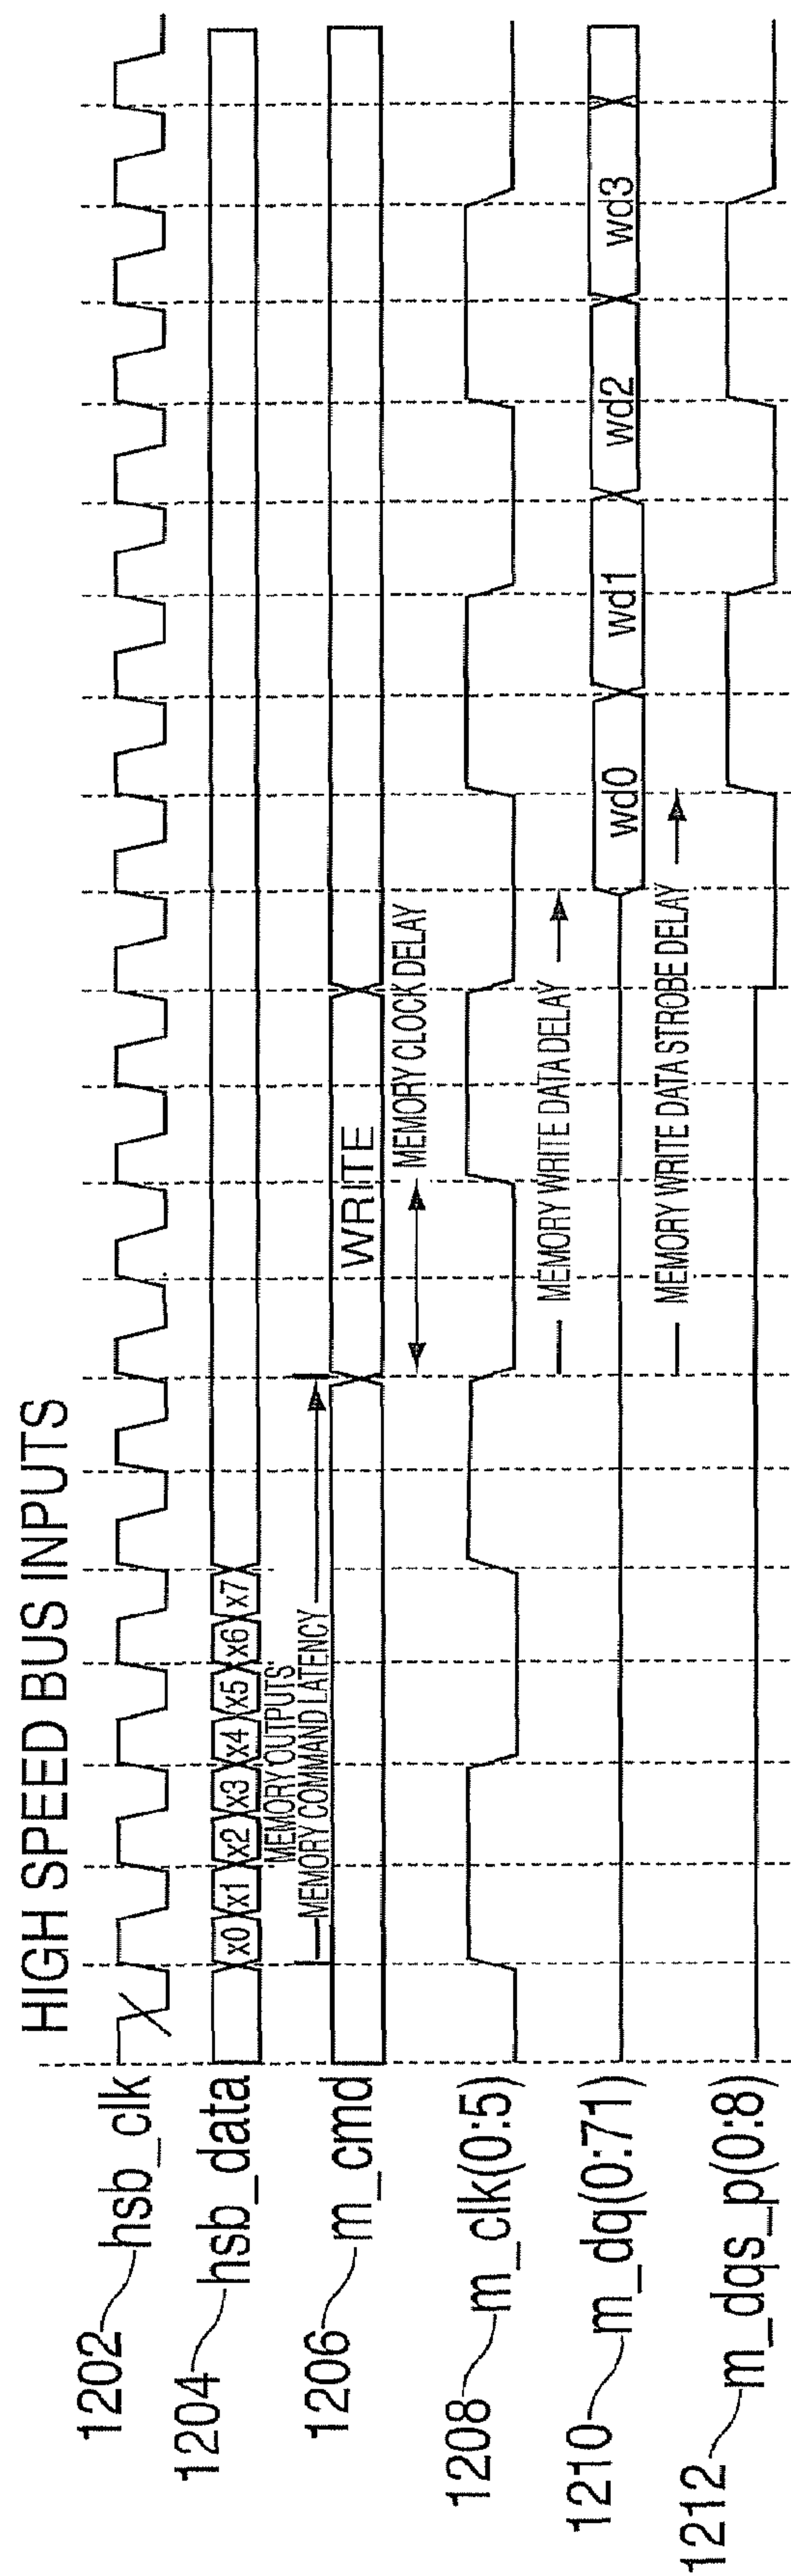 HIGH SPEED BUS INPUTS
1202 hsb_clk
1204 hsb_data
x0 x1 x2 x3 x4 x5 x6 x7
MEMORY OUTPUTS
MEMORY COMMAND LATENCY
1206 m_cmd
WRITE
MEMORY CLOCK DELAY
1208 m_clk(0:5)
MEMORY WRITE DATA DELAY
1210 m_dq(0:71)
wd0 wd1 wd2 wd3
MEMORY WRITE DATA STROBE DELAY
1212 m_dqs_p(0:8)